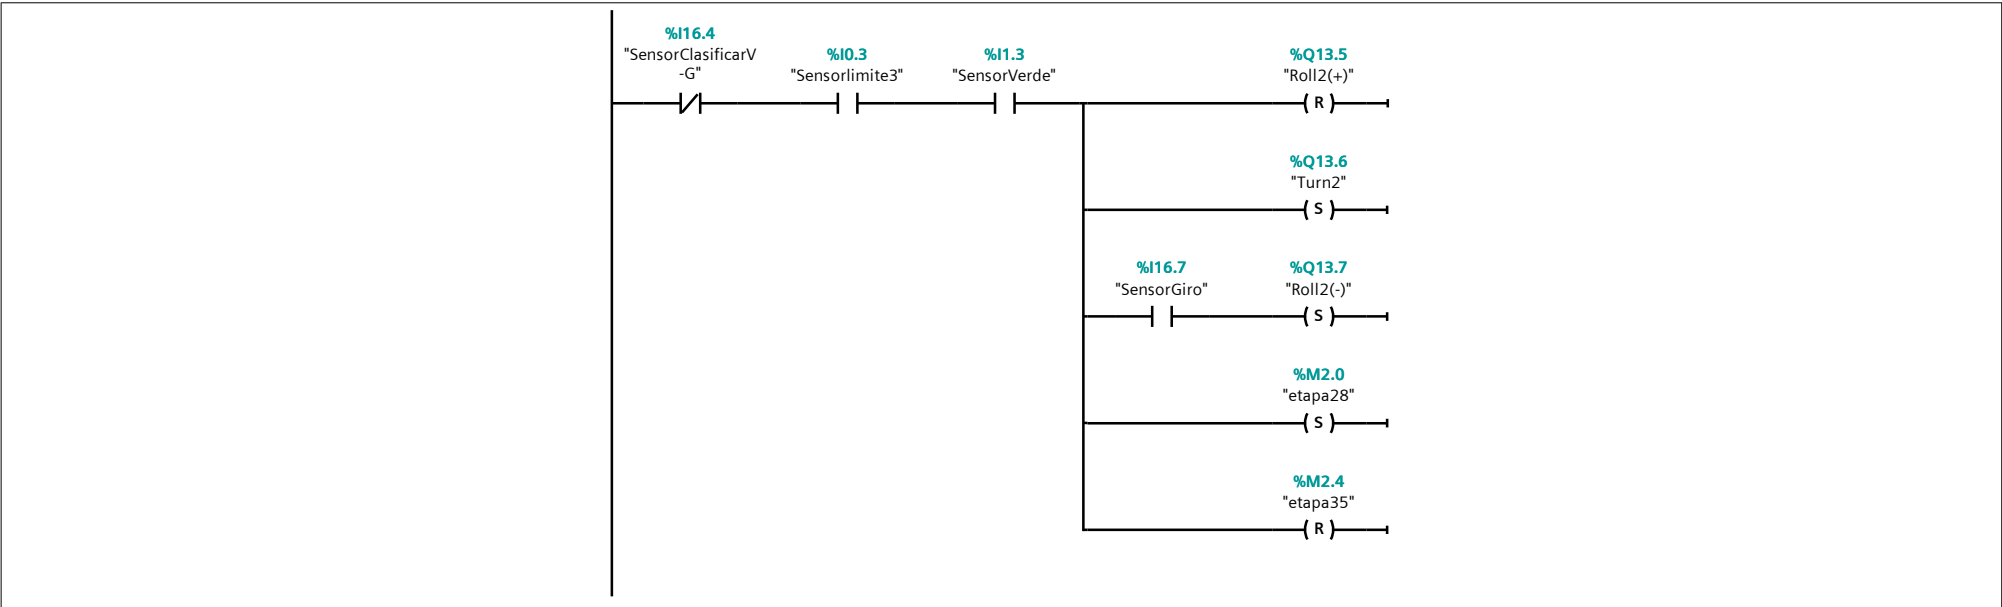 %I16.4
"SensorClasificarV
-G"
%I0.3
"Sensorlimite3"
%I1.3
"SensorVerde"
%Q13.5
"Roll2(+)"
R
%Q13.6
"Turn2"
S
%I16.7
"SensorGiro"
%Q13.7
"Roll2(-)"
S
%M2.0
"etapa28"
S
%M2.4
"etapa35"
R